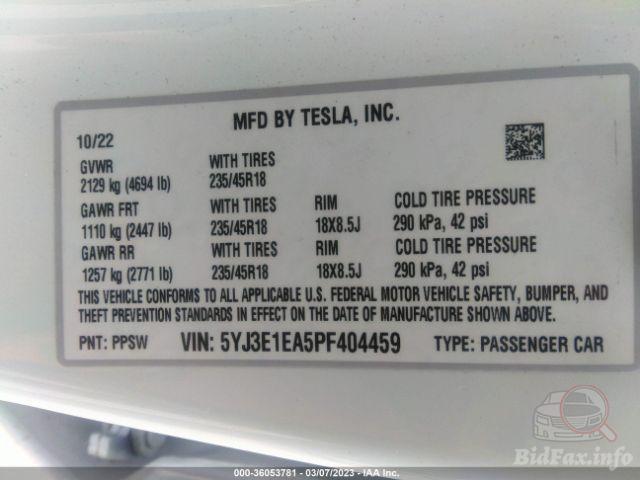 MFD BY TESLA, INC.
10/22
GVWR WITH TIRES
2129 kg (4694 lb) 235/45R18
GAWR FRT WITH TIRES RIM COLD TIRE PRESSURE
1110 kg (2447 lb) 235/45R18 18X8.5J 290 kPa, 42 psi
GAWR RR WITH TIRES RIM COLD TIRE PRESSURE
1257 kg (2771 lb) 235/45R18 18X8.5J 290 kPa, 42 psi
THIS VEHICLE CONFORMS TO ALL APPLICABLE U.S. FEDERAL MOTOR VEHICLE SAFETY, BUMPER, AND
THEFT PREVENTION STANDARDS IN EFFECT ON THE DATE OF MANUFACTURE SHOWN ABOVE.
PNT: PPSW VIN: 5YJ3E1EA5PF404459 TYPE: PASSENGER CAR
BidFax.info
000-36053781 - 03/07/2023 - IAA Inc.